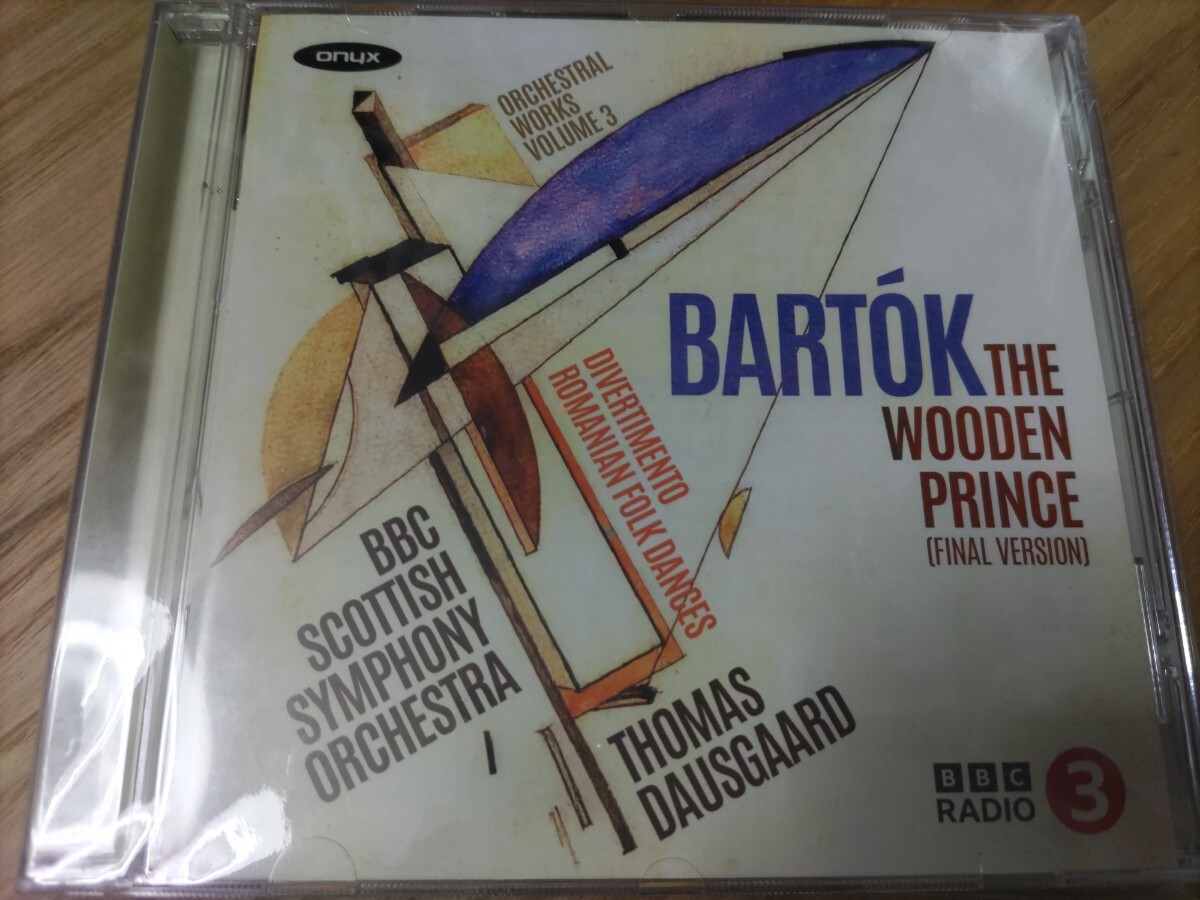 onyx
ORCHESTRAL
WORKS
VOLUME 3
BARTÓK THE
WOODEN
PRINCE
(FINAL VERSION)
DIVERTIMENTO
ROMANIAN FOLK DANCES
BBC
SCOTTISH
SYMPHONY
ORCHESTRA
THOMAS
DAUSGAARD
BBC
RADIO 3